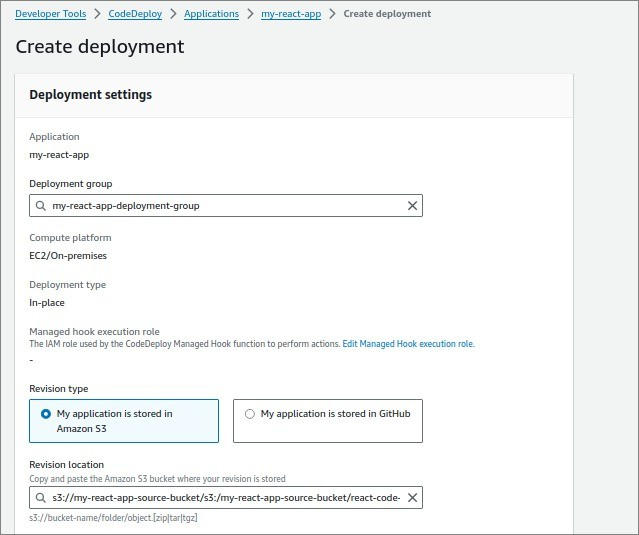 Developer Tools > CodeDeploy > Applications > my-react-app > Create deployment
Create deployment
Deployment settings
Application
my-react-app
Deployment group
my-react-app-deployment-group
Compute platform
EC2/On-premises
Deployment type
In-place
Managed hook execution role
The IAM role used by the CodeDeploy Managed Hook function to perform actions. Edit Managed Hook execution role.
-
Revision type
My application is stored in
Amazon S3
My application is stored in GitHub
Revision location
Copy and paste the Amazon S3 bucket where your revision is stored
s3://my-react-app-source-bucket/s3:/my-react-app-source-bucket/react-code-
s3://bucket-name/folder/object.[zip|tar|tgz]